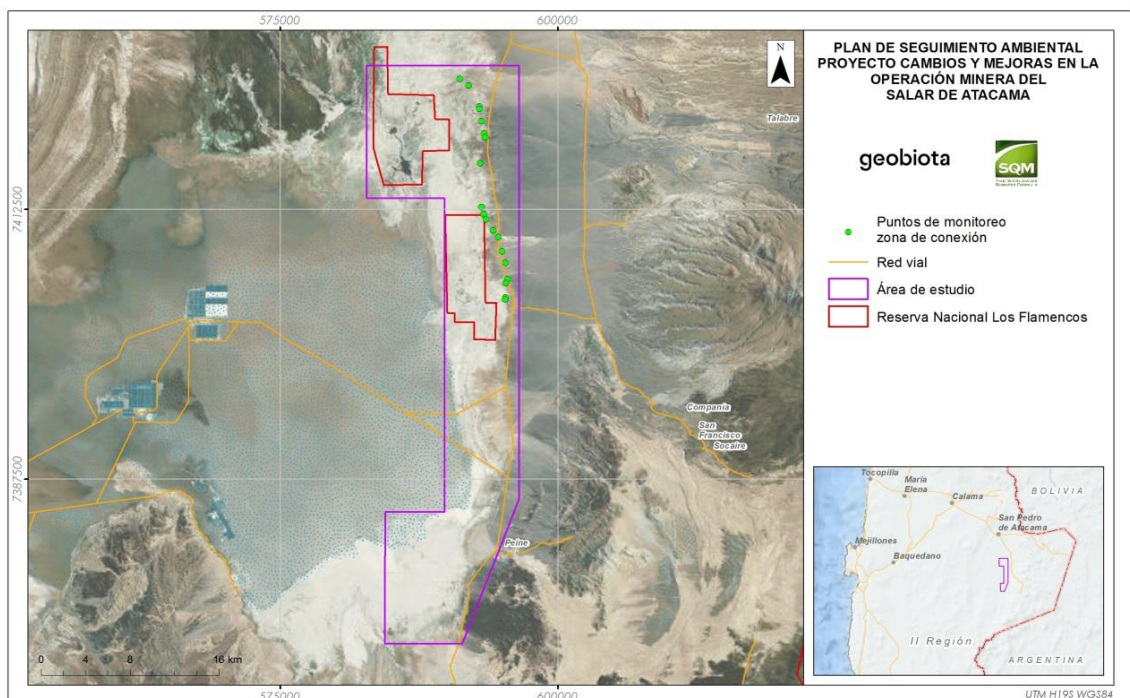 575000
600000
7412500
7387500
N
Talabre
Compania
San
Francisco
Socaire
Peine
0 4 8 16 km
575000
600000
PLAN DE SEGUIMIENTO AMBIENTAL
PROYECTO CAMBIOS Y MEJORAS EN LA
OPERACIÓN MINERA DEL
SALAR DE ATACAMA
geobiota
SQM
Puntos de monitoreo
zona de conexión
Red vial
Área de estudio
Reserva Nacional Los Flamencos
Tocopilla
María
Elena
Calama
BOLIVIA
San Pedro
de Atacama
Mejillones
Baquedano
II Región
ARGENTINA
UTM H19S WGS84